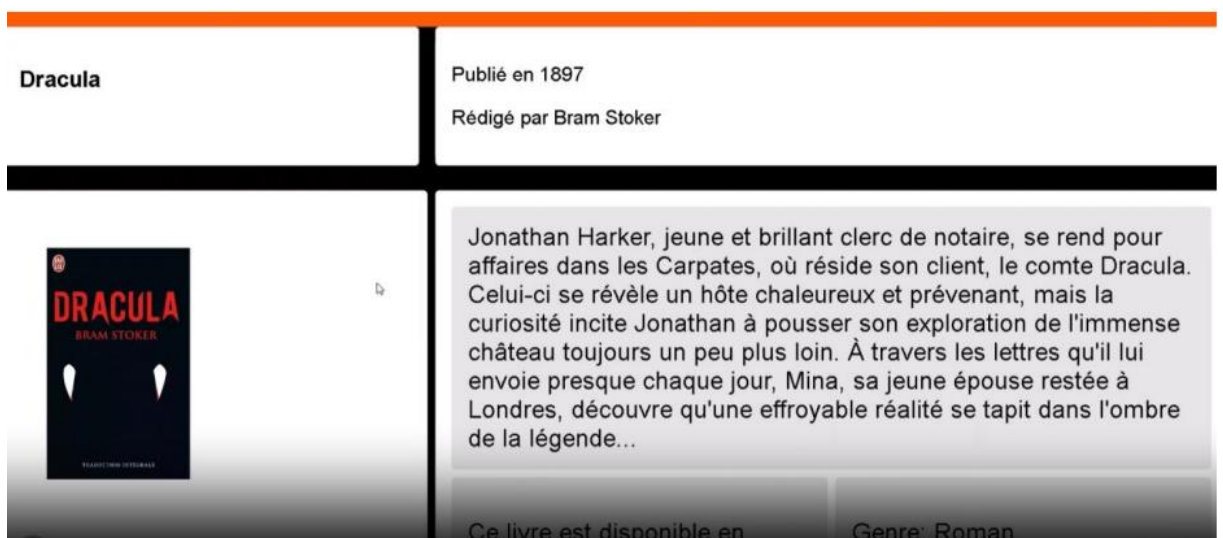 Dracula
Publié en 1897
Rédigé par Bram Stoker
DRACULA
BRAM STOKER
TRADUCTION INTÉGRALE
Jonathan Harker, jeune et brillant clerc de notaire, se rend pour
affaires dans les Carpates, où réside son client, le comte Dracula.
Celui-ci se révèle un hôte chaleureux et prévenant, mais la
curiosité incite Jonathan à pousser son exploration de l'immense
château toujours un peu plus loin. À travers les lettres qu'il lui
envoie presque chaque jour, Mina, sa jeune épouse restée à
Londres, découvre qu'une effroyable réalité se tapit dans l'ombre
de la légende...
Ce livre est disponible en
Genre: Roman